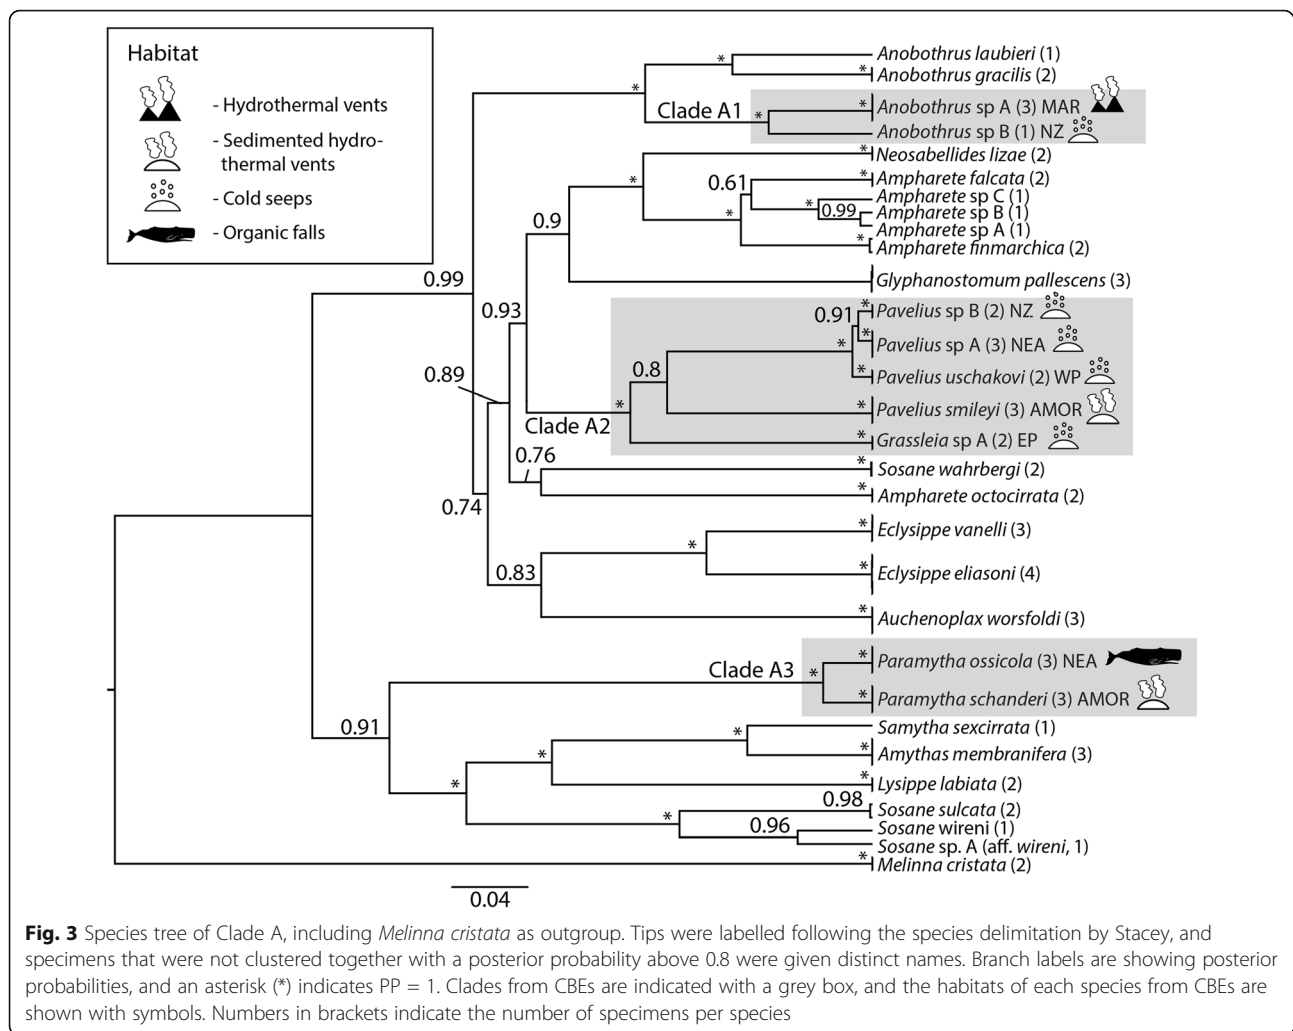 Habitat
- Hydrothermal vents
- Sedimented hydro-
thermal vents
- Cold seeps
- Organic falls
* Anobothrus laubieri (1)
* Anobothrus gracilis (2)
*
Clade A1 * * Anobothrus sp A (3) MAR
Anobothrus sp B (1) NZ
* * Neosabellides lizae (2)
0.61 * Ampharete falcata (2)
* Ampharete sp C (1)
0.99 Ampharete sp B (1)
* Ampharete sp A (1)
* Ampharete finmarchica (2)
0.9
Glyphanostomum pallescens (3)
0.99
0.93
0.91 * Pavelius sp B (2) NZ
* * Pavelius sp A (3) NEA
0.8 * Pavelius uschakovi (2) WP
0.89
* * Pavelius smileyi (3) AMOR
Clade A2
* Grassleia sp A (2) EP
0.76 * Sosane wahrbergi (2)
* Ampharete octocirrata (2)
0.74
* Eclysippe vanelli (3)
*
0.83 * Eclysippe eliasoni (4)
* Auchenoplax worsfoldi (3)
Clade A3 * * Paramytha ossicola (3) NEA
* Paramytha schanderi (3) AMOR
0.91 * Samytha sexcirrata (1)
* * Amythas membranifera (3)
* * Lysippe labiata (2)
0.98 Sosane sulcata (2)
* 0.96 Sosane wireni (1)
Sosane sp. A (aff. wireni, 1)
* Melinna cristata (2)
0.04
Fig. 3 Species tree of Clade A, including Melinna cristata as outgroup. Tips were labelled following the species delimitation by Stacey, and
specimens that were not clustered together with a posterior probability above 0.8 were given distinct names. Branch labels are showing posterior
probabilities, and an asterisk (*) indicates PP = 1. Clades from CBEs are indicated with a grey box, and the habitats of each species from CBEs are
shown with symbols. Numbers in brackets indicate the number of specimens per species